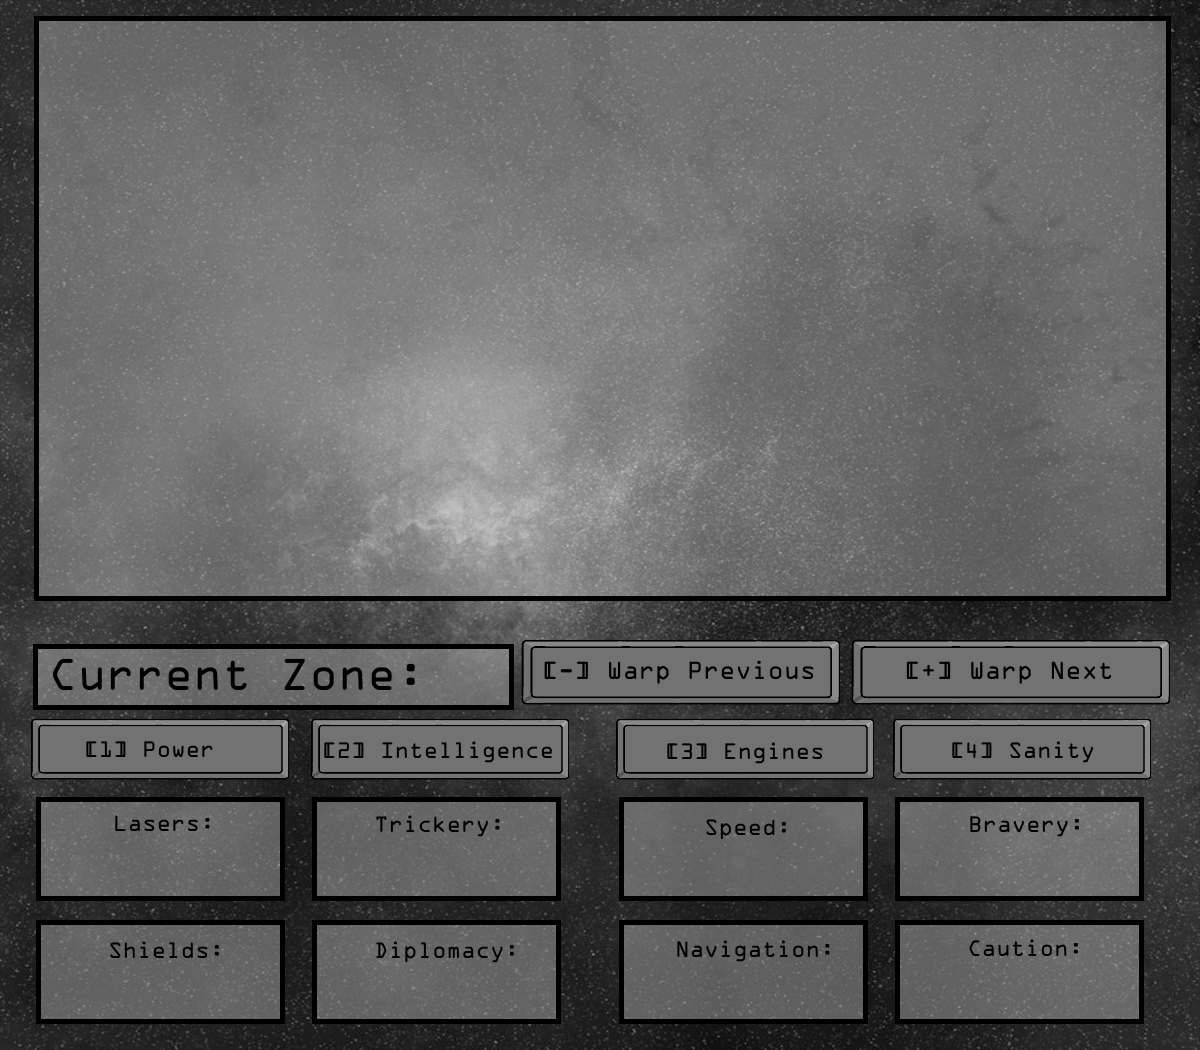 Current Zone:
[-] Warp Previous
[+] Warp Next
[1] Power
[2] Intelligence
[3] Engines
[4] Sanity
Lasers:
Trickery:
Speed:
Bravery:
Shields:
Diplomacy:
Navigation:
Caution: